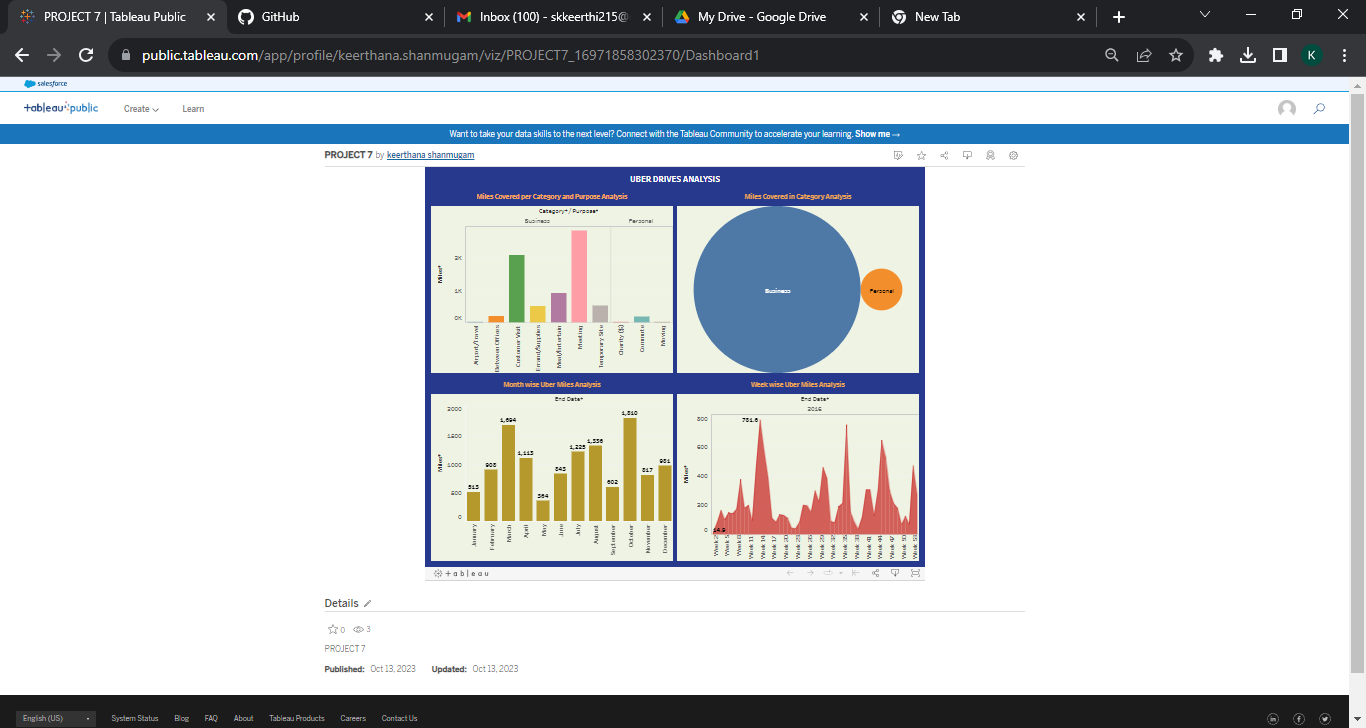 PROJECT 7 | Tableau Public
GitHub
Inbox (100) - skkeerthi215@
My Drive - Google Drive
New Tab
public.tableau.com/app/profile/keerthana.shanmugam/viz/PROJECT7_16971858302370/Dashboard1
K
salesforce
+ableau public
Create
Learn
Want to take your data skills to the next level? Connect with the Tableau Community to accelerate your learning. Show me →
PROJECT 7 by keerthana shanmugam
UBER DRIVES ANALYSIS
Miles Covered per Category and Purpose Analysis
Category* / Purpose*
Business
Personal
Miles*
2K
1K
0K
Airport/Travel
Between Offices
Customer Visit
Errand/Supplies
Meal/Entertain
Meeting
Temporary Site
Charity ($)
Commute
Moving
Miles Covered in Category Analysis
Business
Personal
Month wise Uber Miles Analysis
End Date*
Miles*
2000
1500
1000
500
0
515
908
1,694
1,115
364
843
1,225
1,336
602
1,810
817
981
January
February
March
April
May
June
July
August
September
October
November
December
Week wise Uber Miles Analysis
End Date*
2016
Miles*
800
600
400
200
0
781.6
14.9
Week 2
Week 5
Week 8
Week 11
Week 14
Week 17
Week 20
Week 23
Week 26
Week 29
Week 32
Week 35
Week 38
Week 41
Week 44
Week 47
Week 50
Week 53
+ a b l e a u
Details
0
3
PROJECT 7
Published: Oct 13, 2023 Updated: Oct 13, 2023
English (US)
System Status
Blog
FAQ
About
Tableau Products
Careers
Contact Us